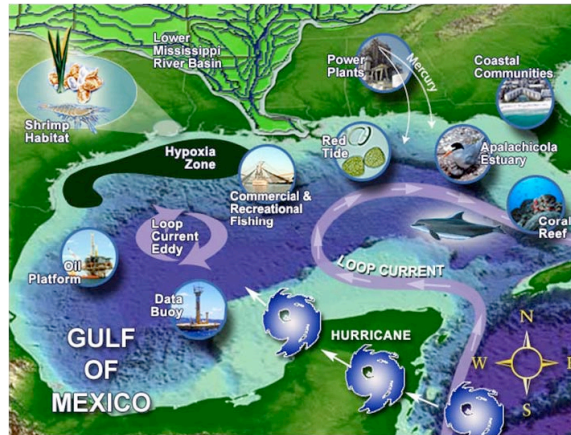 Lower
Mississippi
River Basin
Power
Plants
Mercury
Coastal
Communities
Shrimp
Habitat
Hypoxia
Zone
Red
Tide
Apalachicola
Estuary
Commercial &
Recreational
Fishing
Coral
Reef
Loop
Current
Eddy
LOOP CURRENT
Oil
Platform
Data
Buoy
HURRICANE
GULF
OF
MEXICO
N
W
E
S